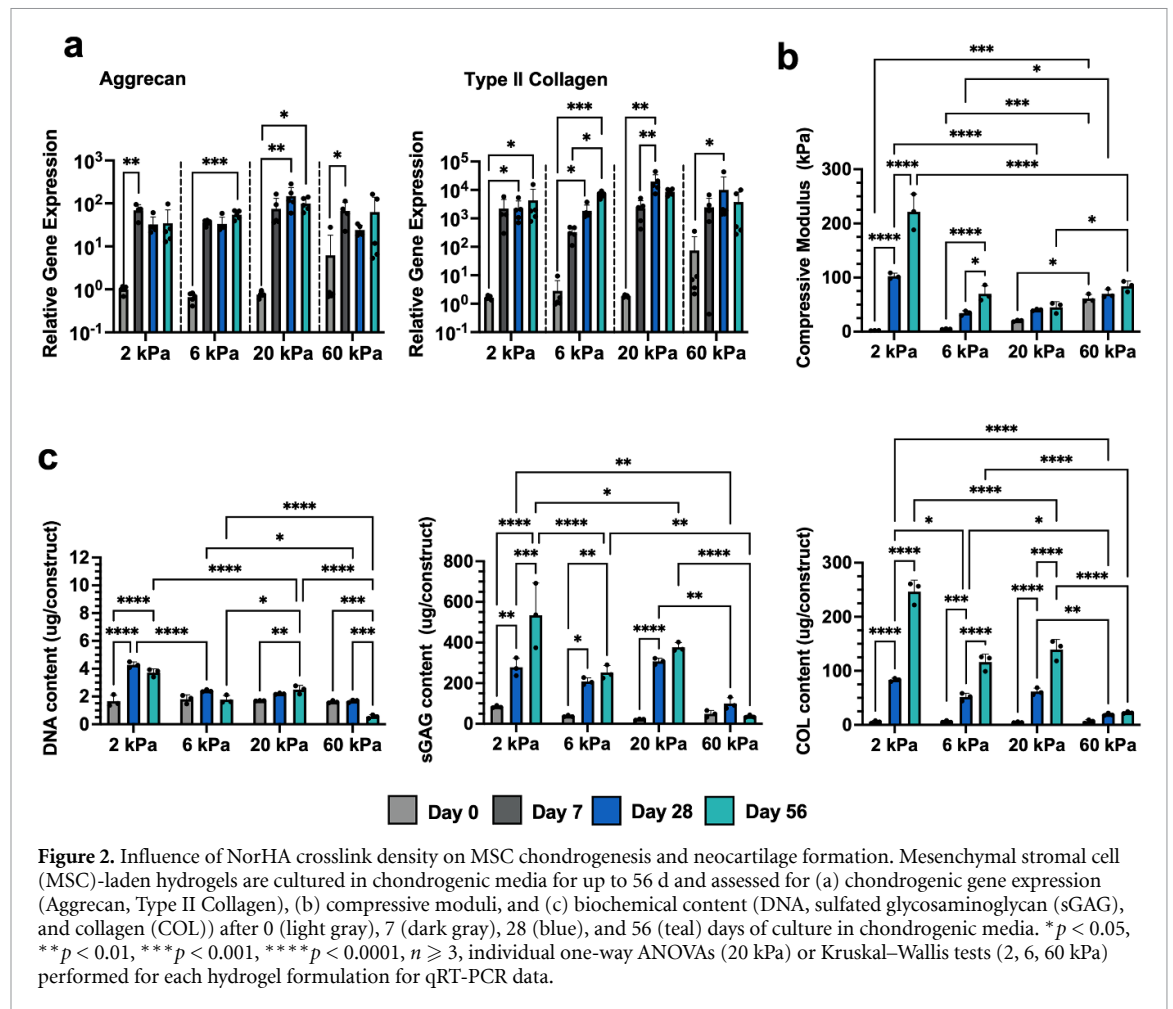 a
b
Aggrecan
Type II Collagen
Relative Gene Expression
10³
10²
10¹
10⁰
10⁻¹
** *** ** * *
2 kPa 6 kPa 20 kPa 60 kPa
Relative Gene Expression
10⁵
10⁴
10³
10²
10¹
10⁰
10⁻¹
* * *** * * ** ** *
2 kPa 6 kPa 20 kPa 60 kPa
Compressive Modulus (kPa)
300
200
100
0
***
*
***
****
**** ****
*
**** ****
* *
2 kPa 6 kPa 20 kPa 60 kPa
c
DNA content (ug/construct)
12
10
8
6
4
2
0
****
*
**** ****
**** * ***
**** **** ** ***
2 kPa 6 kPa 20 kPa 60 kPa
sGAG content (ug/construct)
800
600
400
200
0
**
*
**** **** **
*** ** ****
** * **** **
2 kPa 6 kPa 20 kPa 60 kPa
COL content (ug/construct)
300
200
100
0
****
****
****
* *
**** ****
*** **** ****
**** **** **
2 kPa 6 kPa 20 kPa 60 kPa
Day 0 Day 7 Day 28 Day 56
Figure 2. Influence of NorHA crosslink density on MSC chondrogenesis and neocartilage formation. Mesenchymal stromal cell
(MSC)-laden hydrogels are cultured in chondrogenic media for up to 56 d and assessed for (a) chondrogenic gene expression
(Aggrecan, Type II Collagen), (b) compressive moduli, and (c) biochemical content (DNA, sulfated glycosaminoglycan (sGAG),
and collagen (COL)) after 0 (light gray), 7 (dark gray), 28 (blue), and 56 (teal) days of culture in chondrogenic media. *p < 0.05,
**p < 0.01, ***p < 0.001, ****p < 0.0001, n ⩾ 3, individual one-way ANOVAs (20 kPa) or Kruskal–Wallis tests (2, 6, 60 kPa)
performed for each hydrogel formulation for qRT-PCR data.